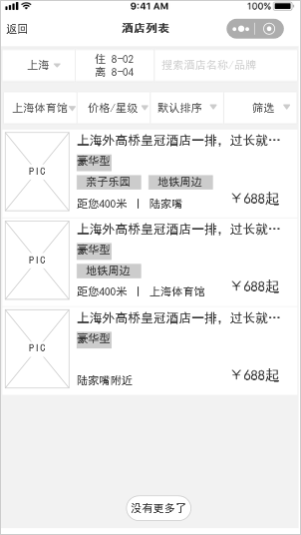 9:41 AM 100%
返回 酒店列表
上海 住 8-02 离 8-04 搜索酒店名称/品牌
上海体育馆 价格/星级 默认排序 筛选
PIC
上海外高桥皇冠酒店一排，过长就…
豪华型
亲子乐园 地铁周边
距您400米 | 陆家嘴 ￥688起
PIC
上海外高桥皇冠酒店一排，过长就…
豪华型
地铁周边
距您400米 | 上海体育馆 ￥688起
PIC
上海外高桥皇冠酒店一排，过长就…
豪华型
陆家嘴附近 ￥688起
没有更多了